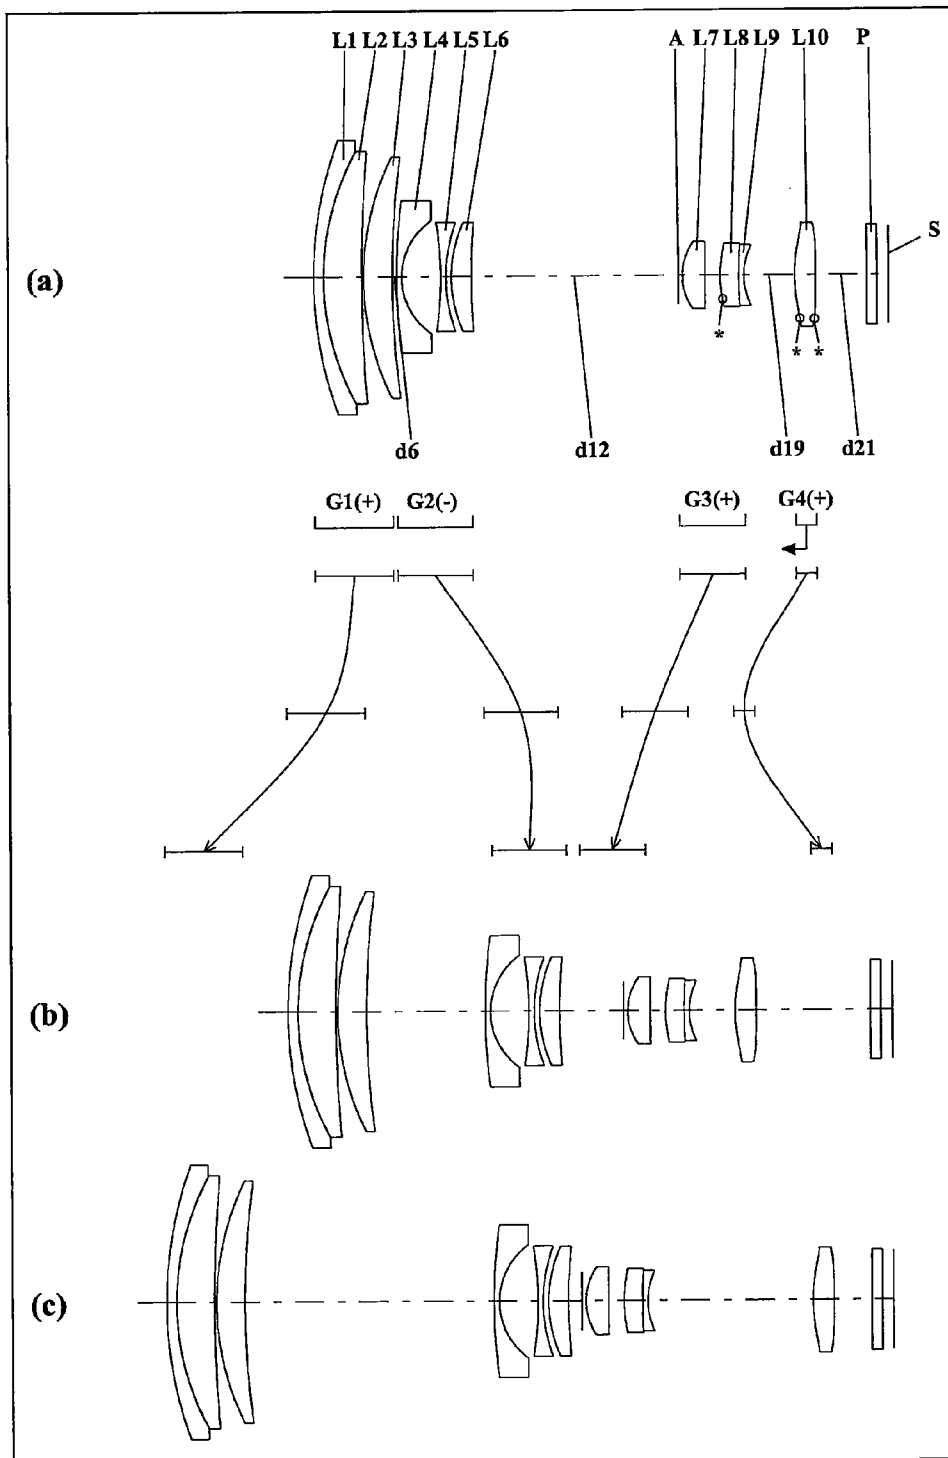 L1 L2 L3 L4 L5 L6 A L7 L8 L9 L10 P
S
(a)
* * *
d6 d12 d19 d21
G1(+) G2(-) G3(+) G4(+)
(b)
(c)